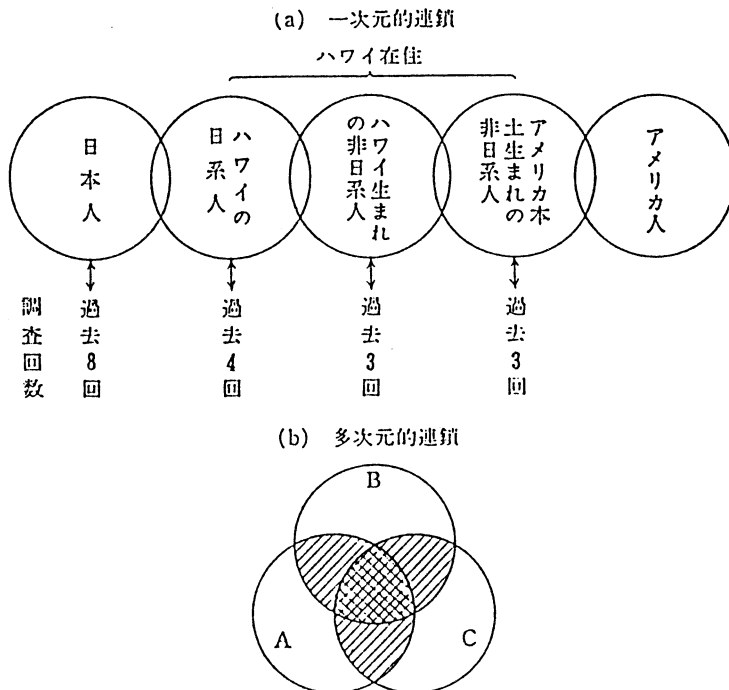 (a) 一次元的連鎖
ハワイ在住
日本人
ハワイの
日系人
ハワイ生まれ
の非日系人
アメリカ本
土生まれの
非日系人
アメリカ人
調査回数
過去8回
過去4回
過去3回
過去3回
(b) 多次元的連鎖
B
A
C